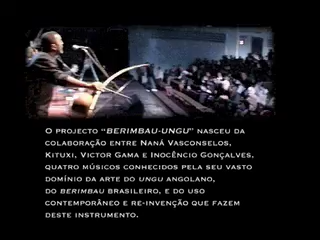 O PROJECTO “BERIMBAU-UNGU” NASCEU DA
COLABORAÇÃO ENTRE NANÁ VASCONSELOS,
KITUXI, VICTOR GAMA E INOCÊNCIO GONÇALVES,
QUATRO MÚSICOS CONHECIDOS PELA SEU VASTO
DOMÍNIO DA ARTE DO UNGU ANGOLANO,
DO BERIMBAU BRASILEIRO, E DO USO
CONTEMPORÂNEO E RE-INVENÇÃO QUE FAZEM
DESTE INSTRUMENTO.